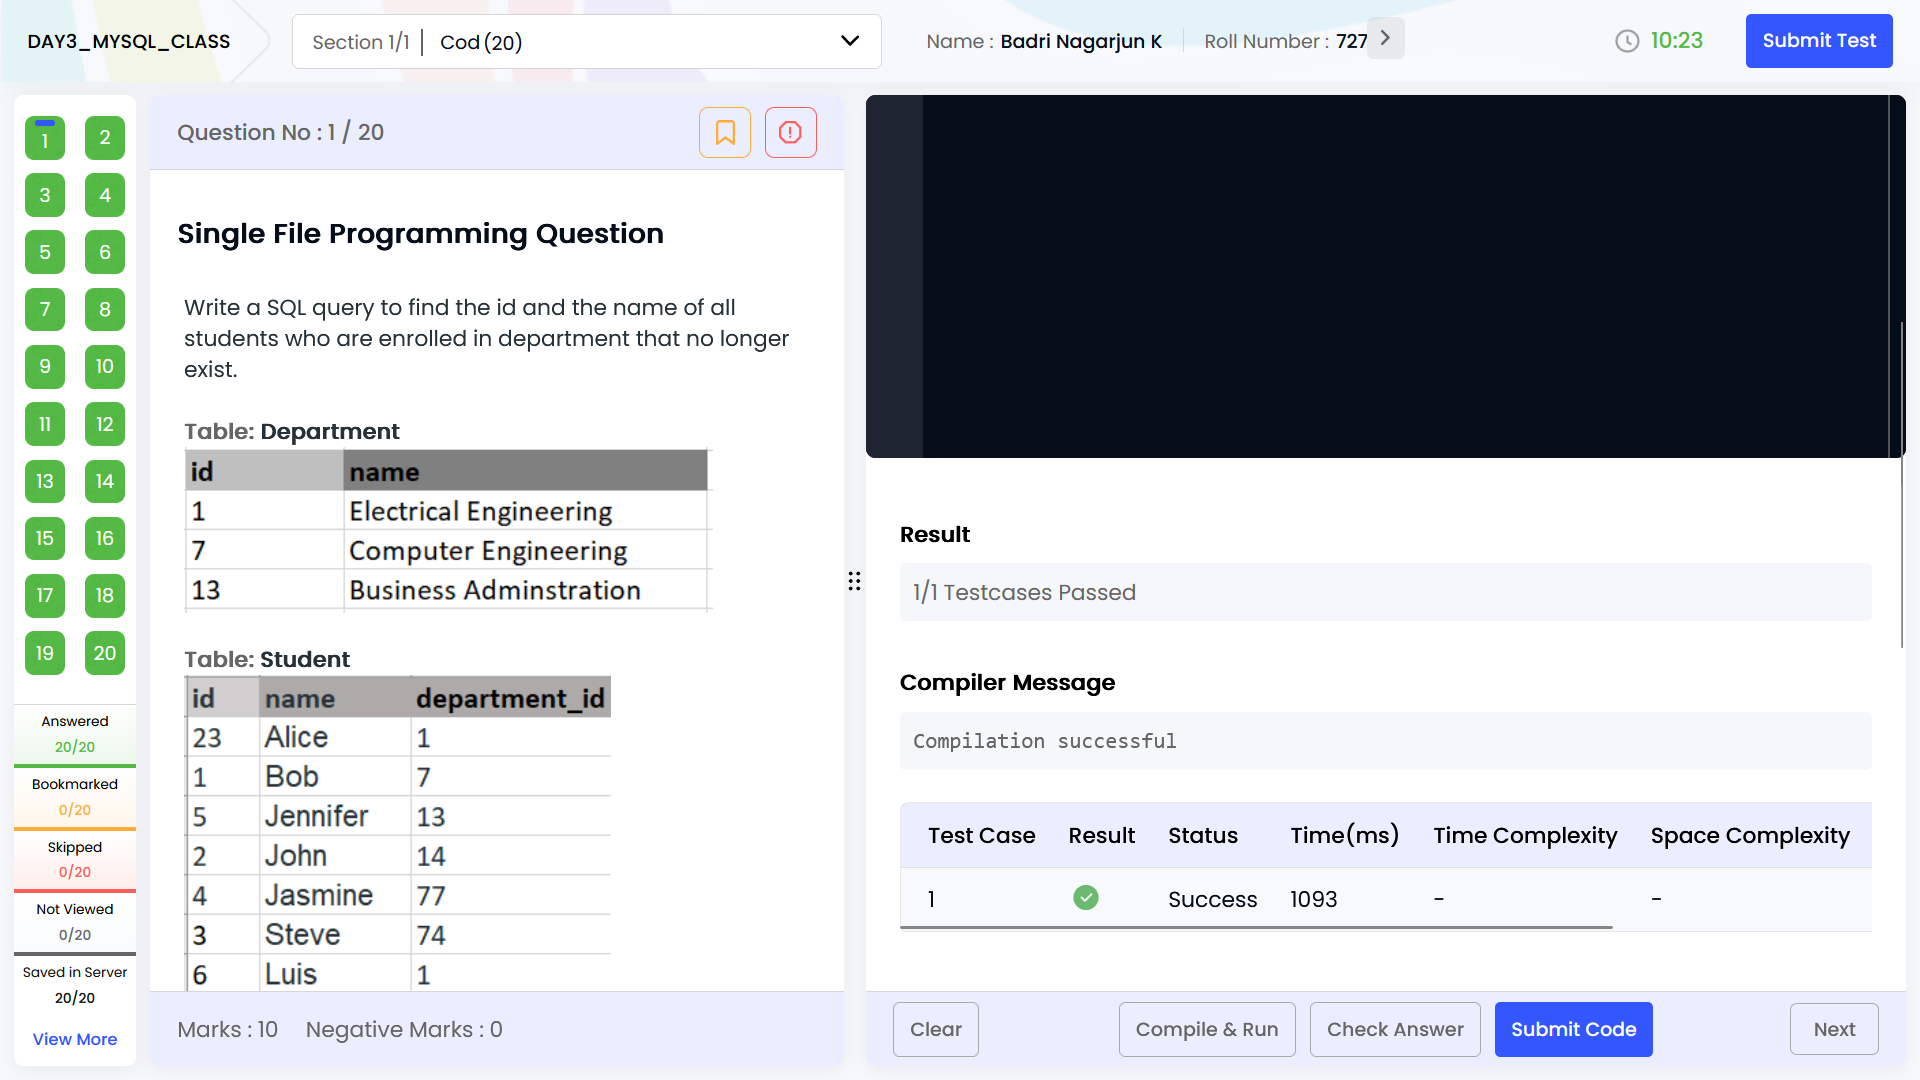 DAY3_MYSQL_CLASS
Section 1/1 | Cod (20)
Name : Badri Nagarjun K
Roll Number : 727
10:23
Submit Test
1 2
3 4
5 6
7 8
9 10
11 12
13 14
15 16
17 18
19 20
Answered
20/20
Bookmarked
0/20
Skipped
0/20
Not Viewed
0/20
Saved in Server
20/20
View More
Question No : 1 / 20
Single File Programming Question
Write a SQL query to find the id and the name of all
students who are enrolled in department that no longer
exist.
Table: Department
id name
1 Electrical Engineering
7 Computer Engineering
13 Business Adminstration
Table: Student
id name department_id
23 Alice 1
1 Bob 7
5 Jennifer 13
2 John 14
4 Jasmine 77
3 Steve 74
6 Luis 1
Marks : 10 Negative Marks : 0
Result
1/1 Testcases Passed
Compiler Message
Compilation successful
Test Case Result Status Time(ms) Time Complexity Space Complexity
1 Success 1093 - -
Clear
Compile & Run
Check Answer
Submit Code
Next